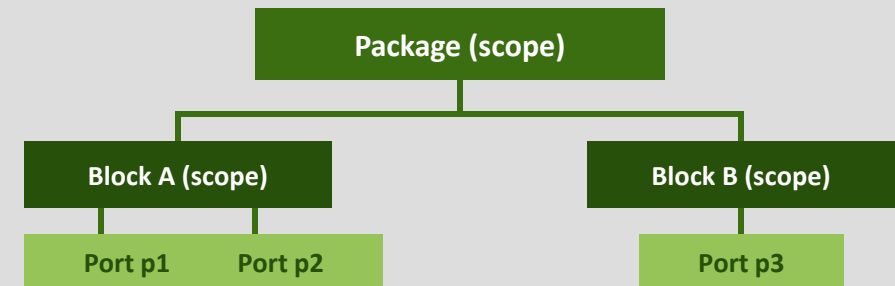 Package (scope)
Block A (scope)
Block B (scope)
Port p1
Port p2
Port p3